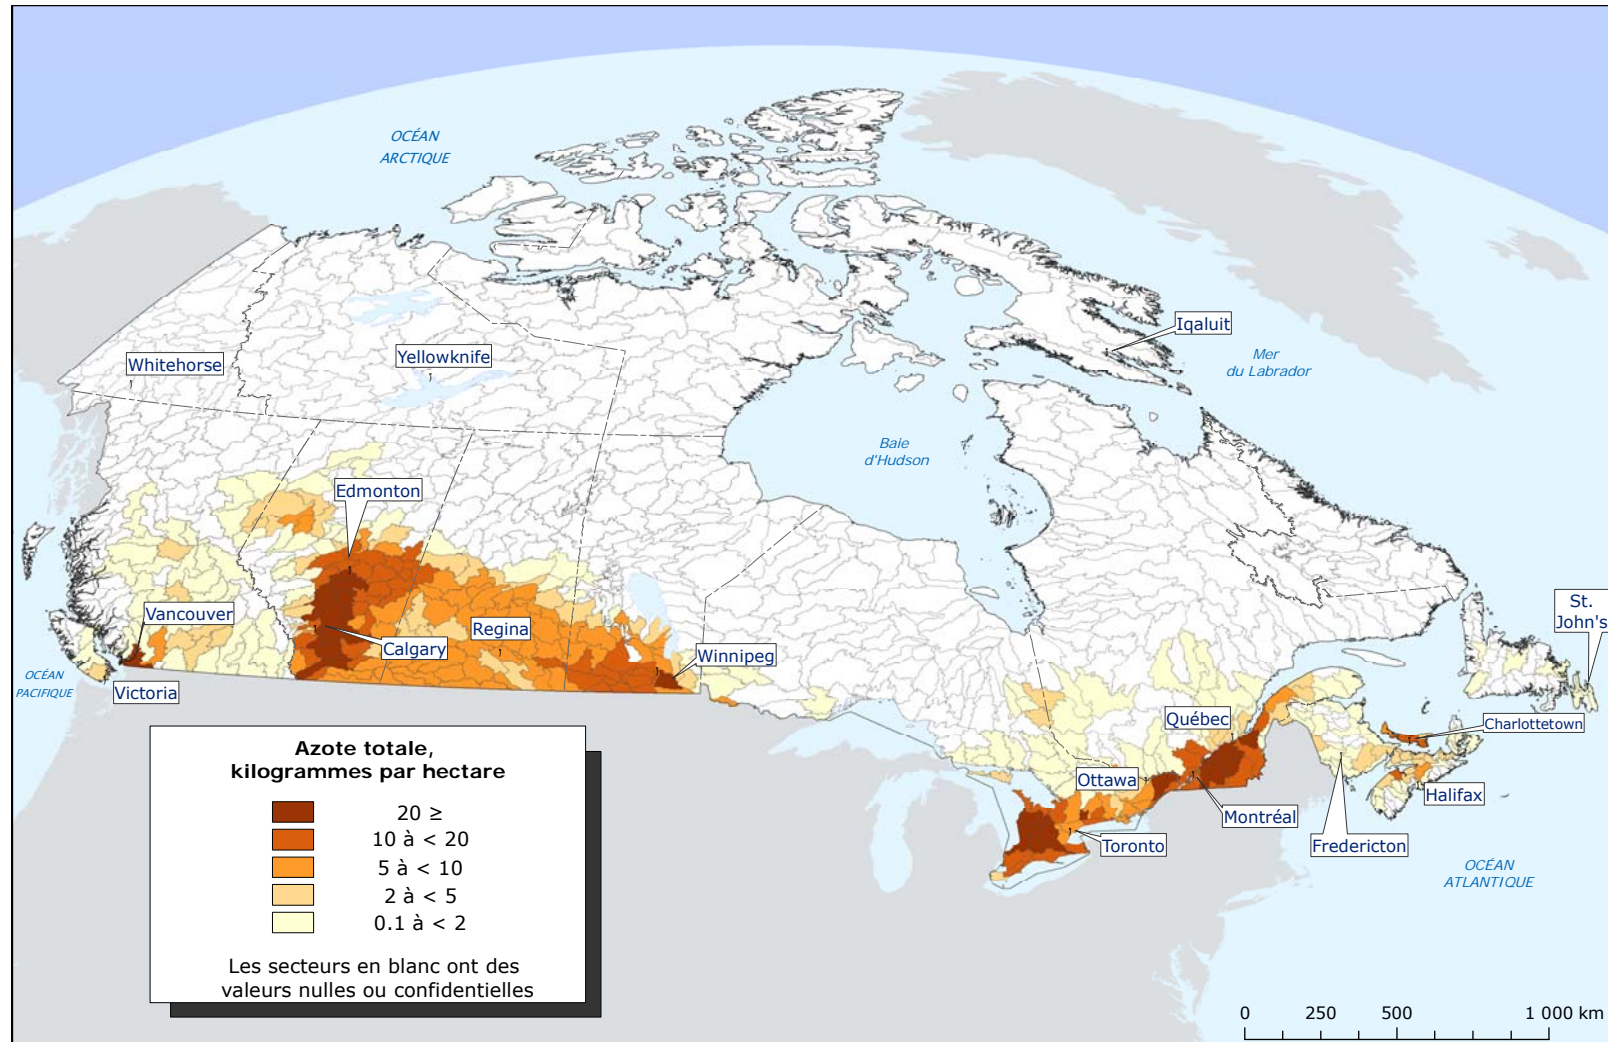 OCÉAN
ARCTIQUE
Iqaluit
Mer
du Labrador
Yellowknife
Whitehorse
Baie
d'Hudson
Edmonton
St.
John's
Vancouver
Regina
Calgary
Winnipeg
OCÉAN
PACIFIQUE
Victoria
Québec
Charlottetown
Ottawa
Halifax
Montréal
Toronto
Fredericton
OCÉAN
ATLANTIQUE
Azote totale,
kilogrammes par hectare
20 ≥
10 à < 20
5 à < 10
2 à < 5
0.1 à < 2
Les secteurs en blanc ont des
valeurs nulles ou confidentielles
0 250 500 1 000 km